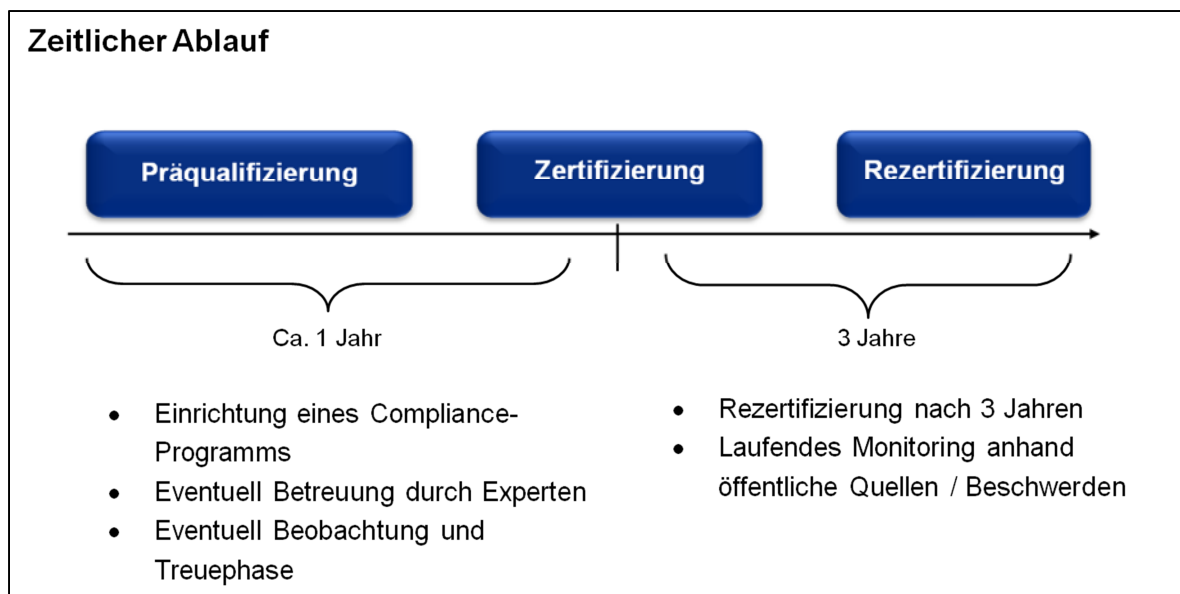 Zeitlicher Ablauf
Präqualifizierung
Zertifizierung
Rezertifizierung
Ca. 1 Jahr
3 Jahre
• Einrichtung eines Compliance-
Programms
• Eventuell Betreuung durch Experten
• Eventuell Beobachtung und
Treuephase
• Rezertifizierung nach 3 Jahren
• Laufendes Monitoring anhand
öffentliche Quellen / Beschwerden